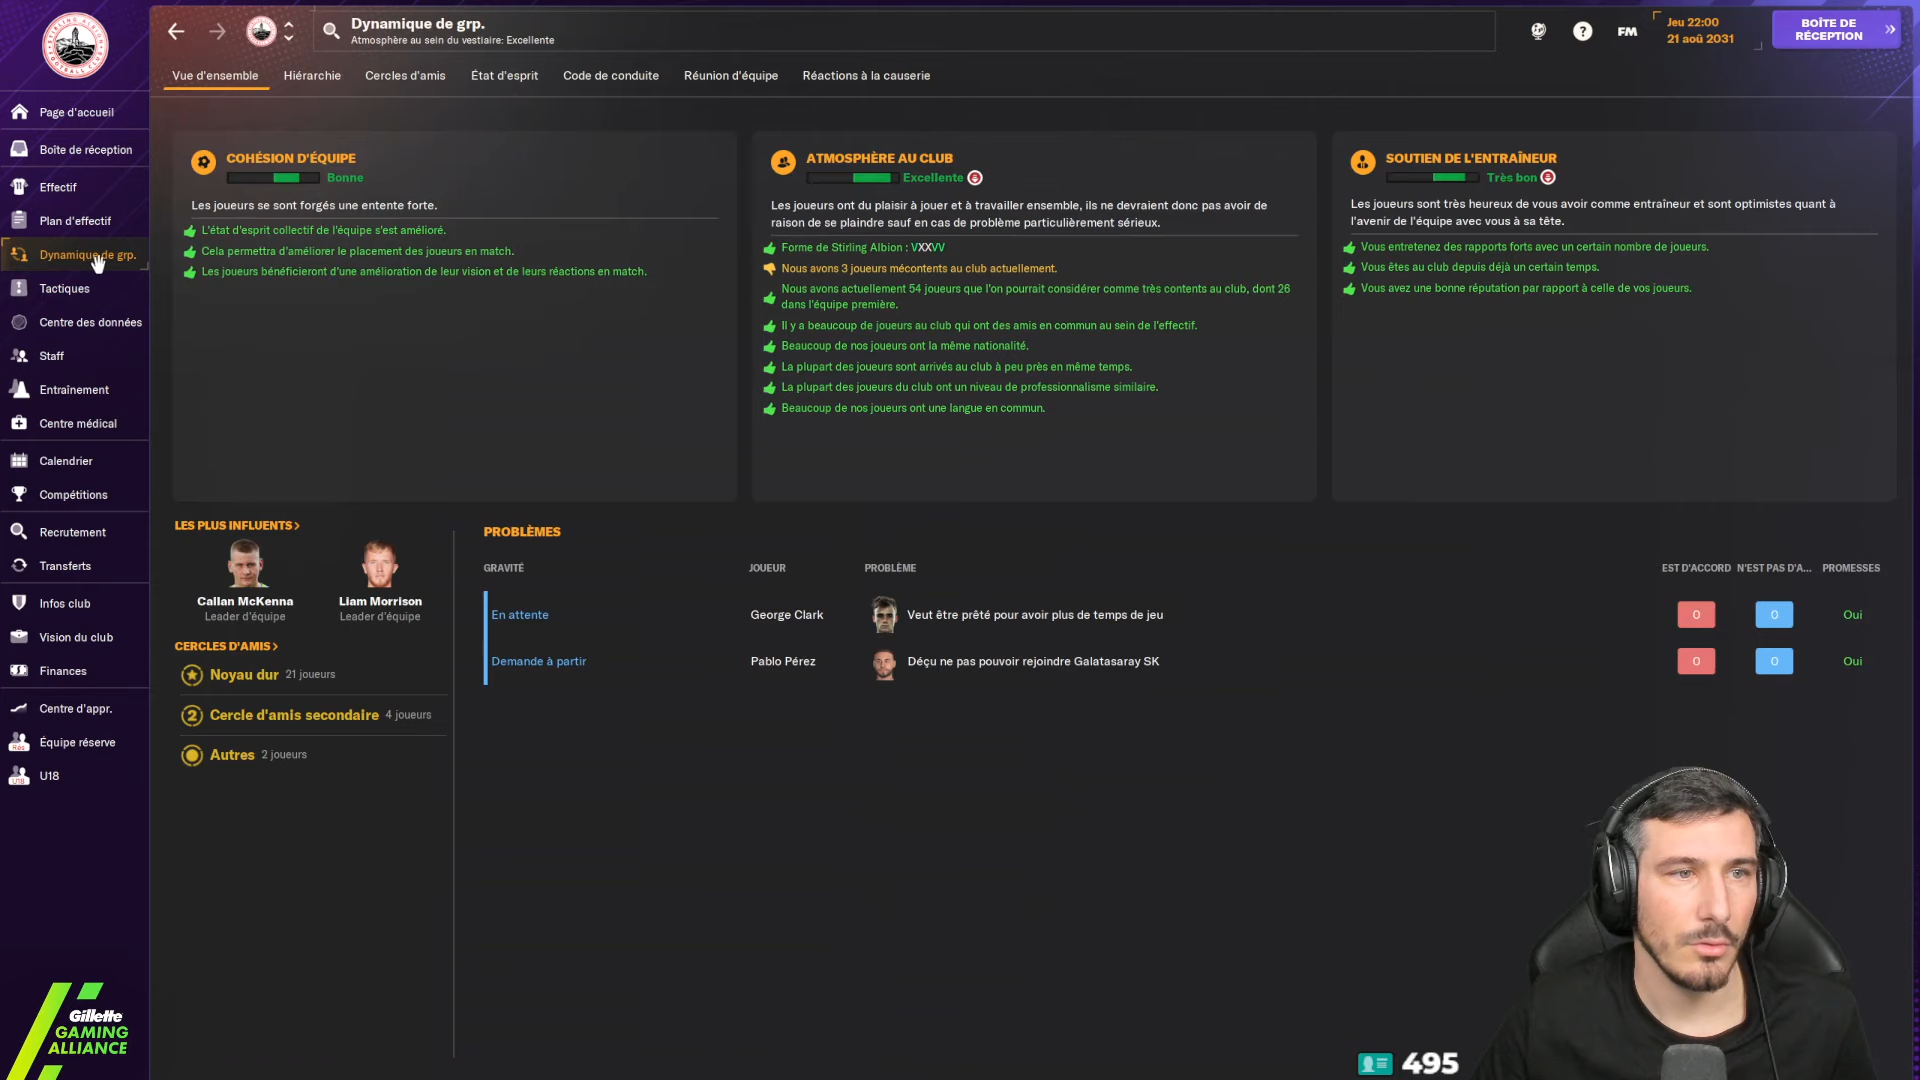 Dynamique de grp.
Atmosphère au sein du vestiaire: Excellente
FM
Jeu 22:00
21 aoû 2031
BOÎTE DE
RÉCEPTION
Vue d'ensemble
Hiérarchie
Cercles d'amis
État d'esprit
Code de conduite
Réunion d'équipe
Réactions à la causerie
Page d'accueil
Boîte de réception
Effectif
Plan d'effectif
Dynamique de grp.
Tactiques
Centre des données
Staff
Entraînement
Centre médical
Calendrier
Compétitions
Recrutement
Transferts
Infos club
Vision du club
Finances
Centre d'appr.
Équipe réserve
U18
COHÉSION D'ÉQUIPE
Bonne
Les joueurs se sont forgés une entente forte.
L'état d'esprit collectif de l'équipe s'est amélioré.
Cela permettra d'améliorer le placement des joueurs en match.
Les joueurs bénéficieront d'une amélioration de leur vision et de leurs réactions en match.
ATMOSPHÈRE AU CLUB
Excellente
Les joueurs ont du plaisir à jouer et à travailler ensemble, ils ne devraient donc pas avoir de
raison de se plaindre sauf en cas de problème particulièrement sérieux.
Forme de Stirling Albion : VXXVV
Nous avons 3 joueurs mécontents au club actuellement.
Nous avons actuellement 54 joueurs que l'on pourrait considérer comme très contents au club, dont 26
dans l'équipe première.
Il y a beaucoup de joueurs au club qui ont des amis en commun au sein de l'effectif.
Beaucoup de nos joueurs ont la même nationalité.
La plupart des joueurs sont arrivés au club à peu près en même temps.
La plupart des joueurs du club ont un niveau de professionnalisme similaire.
Beaucoup de nos joueurs ont une langue en commun.
SOUTIEN DE L'ENTRAÎNEUR
Très bon
Les joueurs sont très heureux de vous avoir comme entraîneur et sont optimistes quant à
l'avenir de l'équipe avec vous à sa tête.
Vous entretenez des rapports forts avec un certain nombre de joueurs.
Vous êtes au club depuis déjà un certain temps.
Vous avez une bonne réputation par rapport à celle de vos joueurs.
LES PLUS INFLUENTS >
Callan McKenna
Leader d'équipe
Liam Morrison
Leader d'équipe
CERCLES D'AMIS >
Noyau dur 21 joueurs
2 Cercle d'amis secondaire 4 joueurs
Autres 2 joueurs
PROBLÈMES
GRAVITÉ JOUEUR PROBLÈME EST D'ACCORD N'EST PAS D'A... PROMESSES
En attente George Clark Veut être prêté pour avoir plus de temps de jeu 0 0 Oui
Demande à partir Pablo Pérez Déçu ne pas pouvoir rejoindre Galatasaray SK 0 0 Oui
Gillette
GAMING
ALLIANCE
495